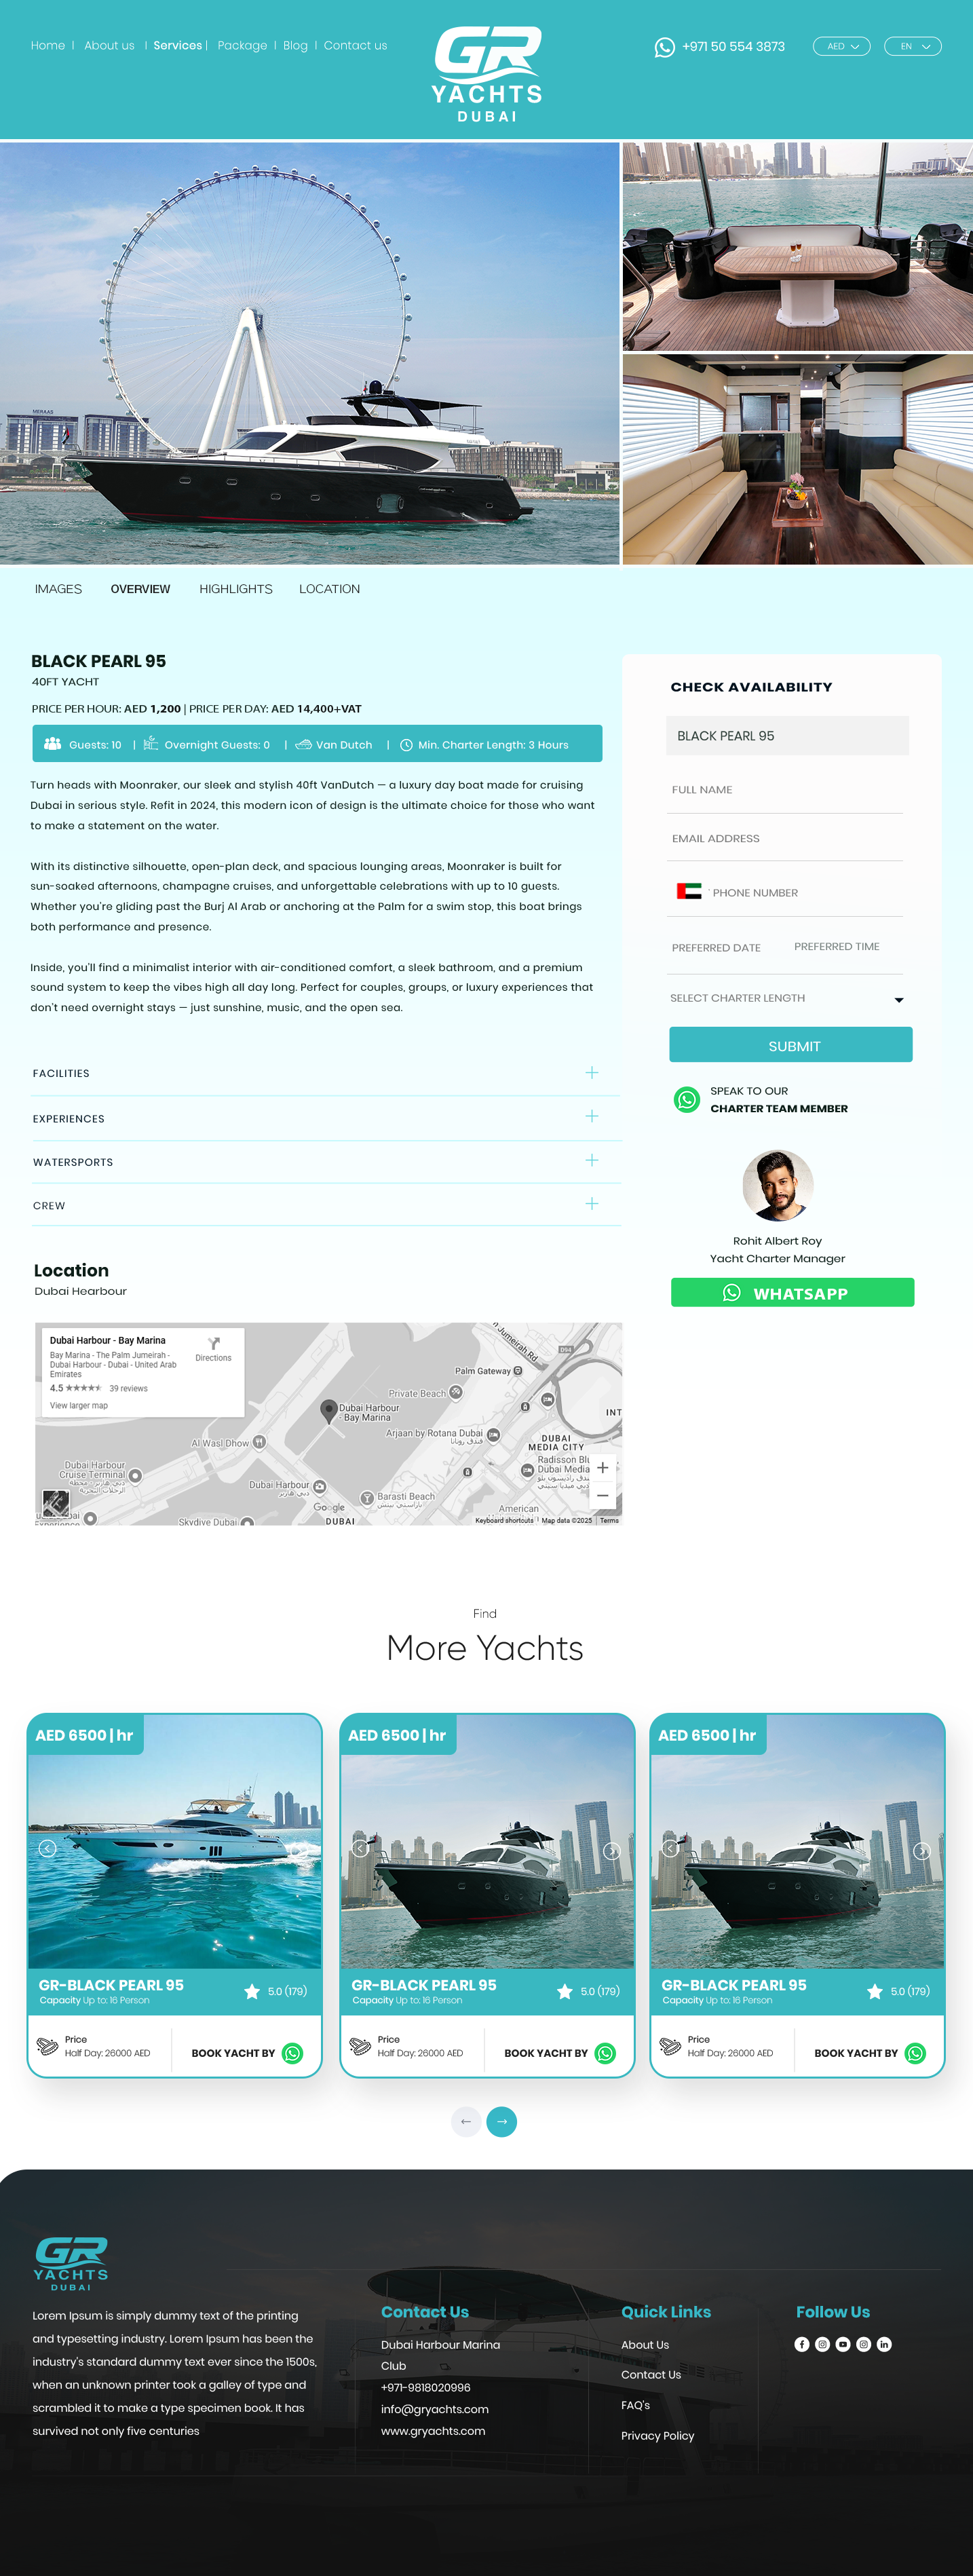 Home | About us | Services | Package | Blog | Contact us
GR
YACHTS
DUBAI
+971 50 554 3873
AED
EN
MERAAS
IMAGES OVERVIEW HIGHLIGHTS LOCATION
BLACK PEARL 95
40FT YACHT
PRICE PER HOUR: AED 1,200 | PRICE PER DAY: AED 14,400+VAT
Guests: 10 | Overnight Guests: 0 | Van Dutch | Min. Charter Length: 3 Hours
Turn heads with Moonraker, our sleek and stylish 40ft VanDutch — a luxury day boat made for cruising
Dubai in serious style. Refit in 2024, this modern icon of design is the ultimate choice for those who want
to make a statement on the water.
With its distinctive silhouette, open-plan deck, and spacious lounging areas, Moonraker is built for
sun-soaked afternoons, champagne cruises, and unforgettable celebrations with up to 10 guests.
Whether you're gliding past the Burj Al Arab or anchoring at the Palm for a swim stop, this boat brings
both performance and presence.
Inside, you'll find a minimalist interior with air-conditioned comfort, a sleek bathroom, and a premium
sound system to keep the vibes high all day long. Perfect for couples, groups, or luxury experiences that
don't need overnight stays — just sunshine, music, and the open sea.
FACILITIES
EXPERIENCES
WATERSPORTS
CREW
CHECK AVAILABILITY
BLACK PEARL 95
FULL NAME
EMAIL ADDRESS
PHONE NUMBER
PREFERRED DATE PREFERRED TIME
SELECT CHARTER LENGTH
SUBMIT
SPEAK TO OUR
CHARTER TEAM MEMBER
Rohit Albert Roy
Yacht Charter Manager
WHATSAPP
Location
Dubai Hearbour
Dubai Harbour - Bay Marina
Bay Marina - The Palm Jumeirah -
Dubai Harbour - Dubai - United Arab
Emirates
4.5 39 reviews
View larger map
Directions
Jumeirah Rd
D94
Palm Gateway
Private Beach
Dubai Harbour
- Bay Marina
Arjaan by Rotana Dubai
Al Wasl Dhow
INT
DUBAI
MEDIA CITY
Dubai Harbour
Cruise Terminal
Radisson Blu
Dubai Media
Dubai Harbour
دبي هاربر
Barasti Beach
Google
DUBAI
American
Skydive Dubai
Keyboard shortcuts Map data ©2025 Terms
Find
More Yachts
AED 6500 | hr
GR-BLACK PEARL 95
Capacity Up to: 16 Person
5.0 (179)
Price
Half Day: 26000 AED
BOOK YACHT BY
AED 6500 | hr
GR-BLACK PEARL 95
Capacity Up to: 16 Person
5.0 (179)
Price
Half Day: 26000 AED
BOOK YACHT BY
AED 6500 | hr
GR-BLACK PEARL 95
Capacity Up to: 16 Person
5.0 (179)
Price
Half Day: 26000 AED
BOOK YACHT BY
GR
YACHTS
DUBAI
Lorem Ipsum is simply dummy text of the printing
and typesetting industry. Lorem Ipsum has been the
industry's standard dummy text ever since the 1500s,
when an unknown printer took a galley of type and
scrambled it to make a type specimen book. It has
survived not only five centuries
Contact Us
Dubai Harbour Marina
Club
+971-9818020996
info@gryachts.com
www.gryachts.com
Quick Links
About Us
Contact Us
FAQ's
Privacy Policy
Follow Us